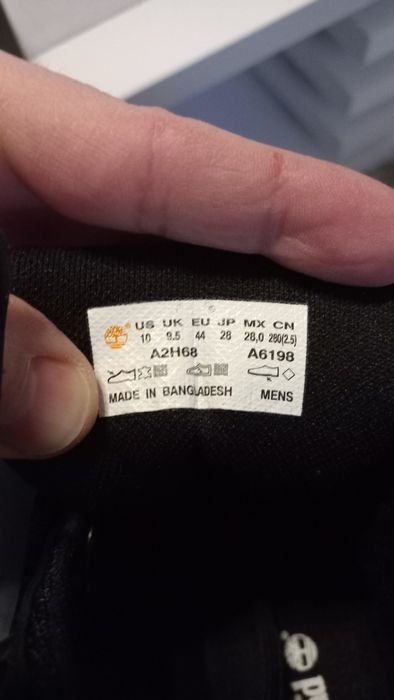 US UK EU JP MX CN
10 9.5 44 28 28,0 280(2.5)
A2H68 A6198
MADE IN BANGLADESH MENS